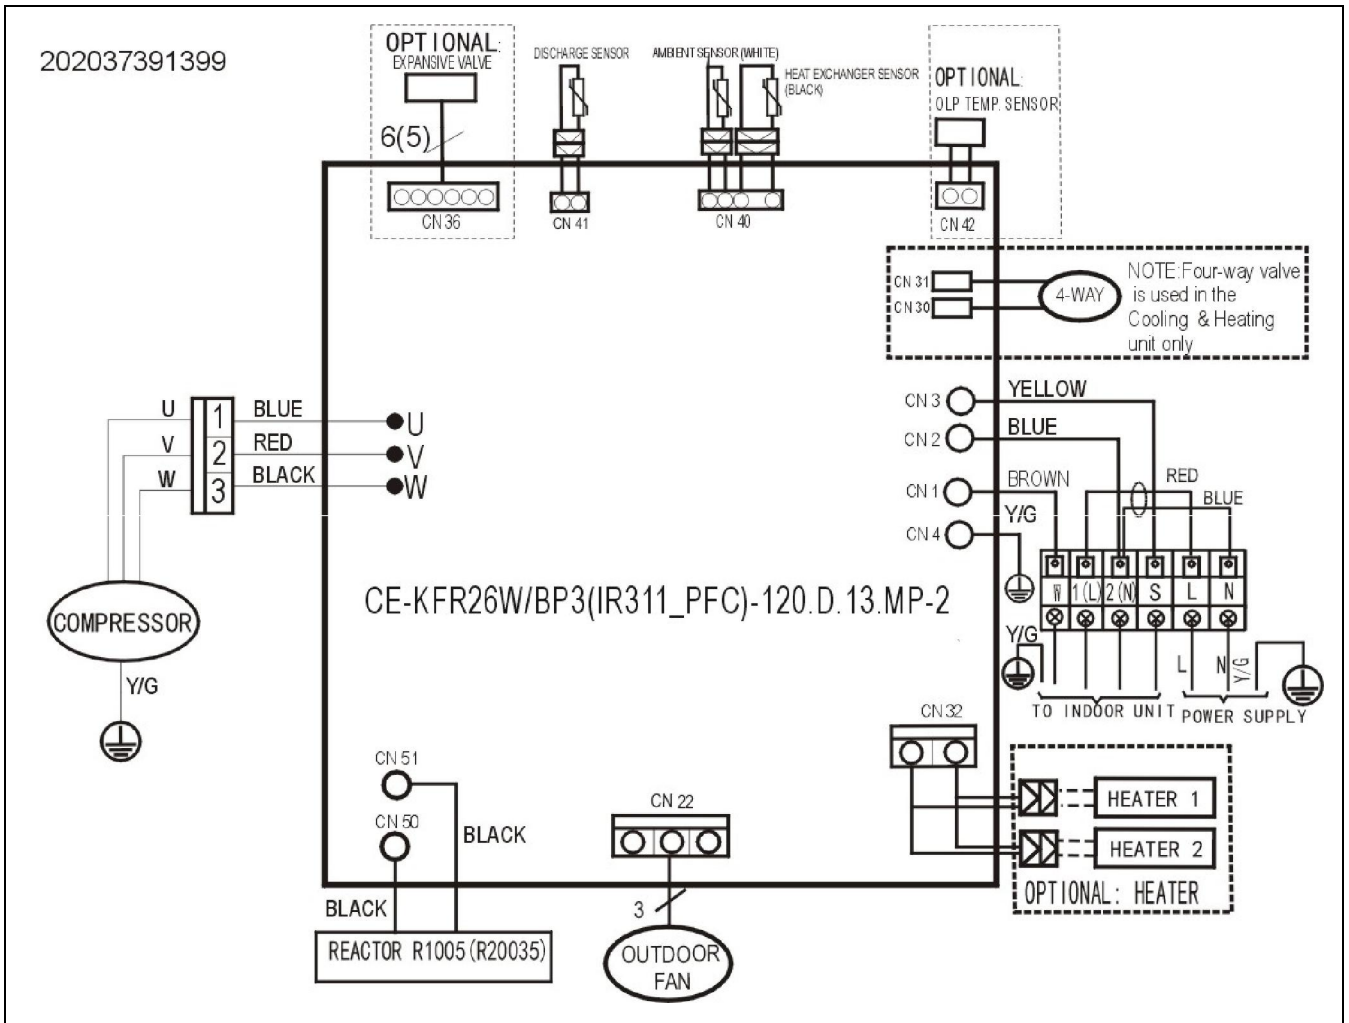 202037391399
OPTIONAL:
EXPANSIVE VALVE
6(5)
CN 36
DISCHARGE SENSOR
CN 41
AMBIENT SENSOR (WHITE)
HEAT EXCHANGER SENSOR
(BLACK)
CN 40
OPTIONAL:
OLP TEMP. SENSOR
CN 42
CN 31
CN 30
4-WAY
NOTE:Four-way valve
is used in the
Cooling & Heating
unit only
U
V
W
1
2
3
BLUE
RED
BLACK
U
V
W
COMPRESSOR
Y/G
CN 3
CN 2
CN 1
CN 4
YELLOW
BLUE
BROWN
Y/G
RED
BLUE
W 1(L) 2(N) S L N
Y/G
L
N
Y/G
TO INDOOR UNIT
POWER SUPPLY
CE-KFR26W/BP3(IR311_PFC)-120.D.13.MP-2
CN 32
HEATER 1
HEATER 2
OPTIONAL: HEATER
CN 51
CN 50
BLACK
BLACK
REACTOR R1005(R20035)
CN 22
3
OUTDOOR
FAN